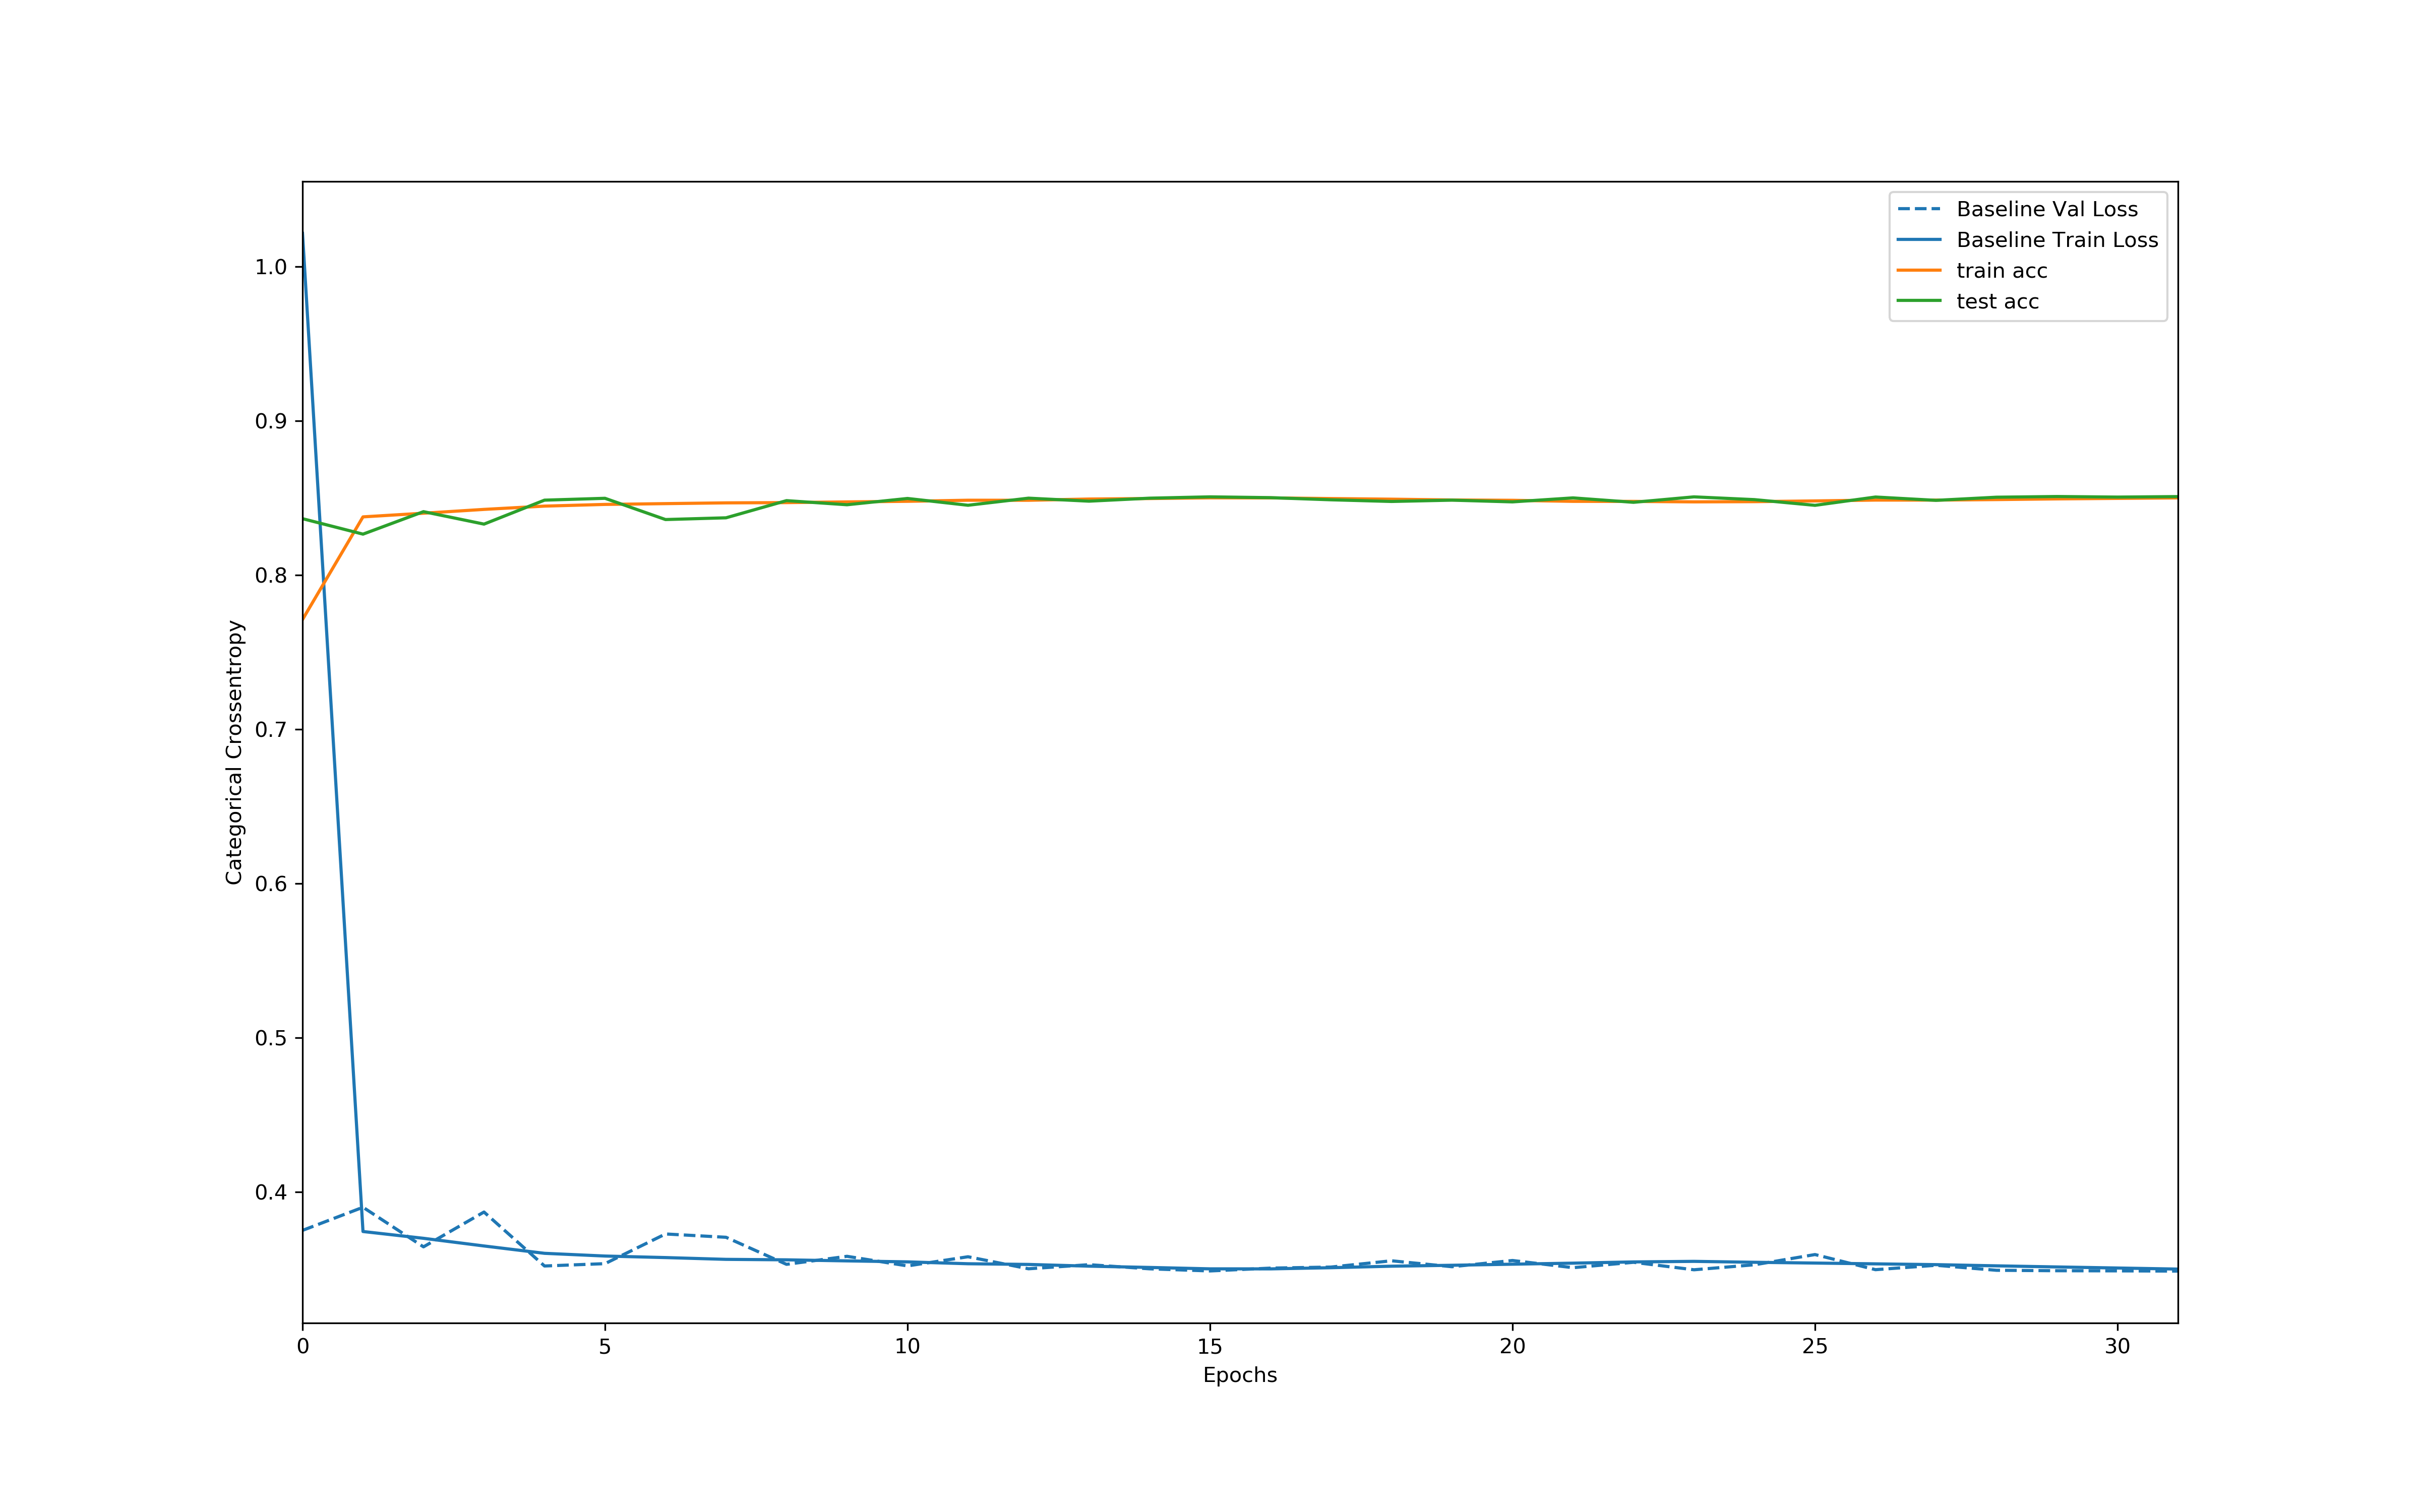 Baseline Val Loss
Baseline Train Loss
train acc
test acc
1.0
0.9
0.8
0.7
0.6
0.5
0.4
Categorical Crossentropy
0 5 10 15 20 25 30
Epochs